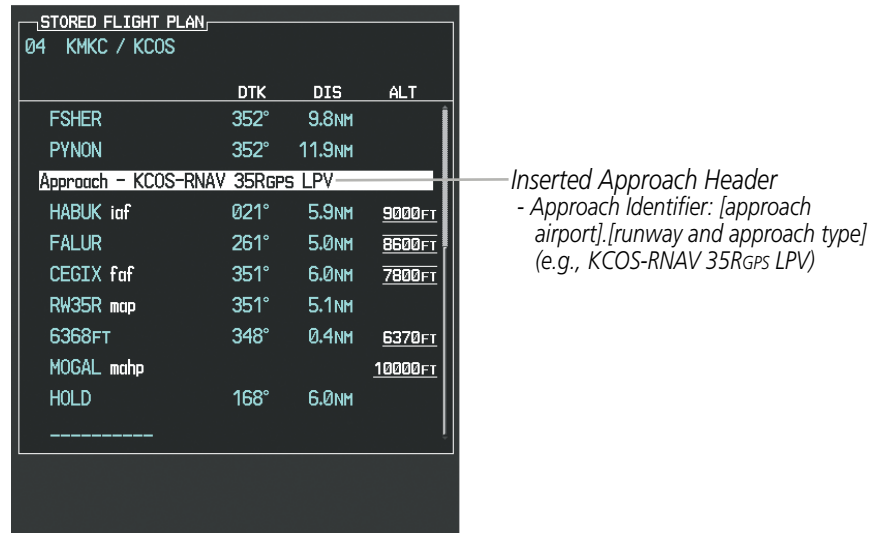 STORED FLIGHT PLAN
04 KMKC / KCOS
DTK DIS ALT
FSHER 352° 9.8NM
PYNON 352° 11.9NM
Approach - KCOS-RNAV 35RGPS LPV
HABUK iaf 021° 5.9NM 9000FT
FALUR 261° 5.0NM 8600FT
CEGIX faf 351° 6.0NM 7800FT
RW35R map 351° 5.1NM
6368FT 348° 0.4NM 6370FT
MOGAL mahp 10000FT
HOLD 168° 6.0NM
__________
Inserted Approach Header
- Approach Identifier: [approach
airport].[runway and approach type]
(e.g., KCOS-RNAV 35RGPS LPV)